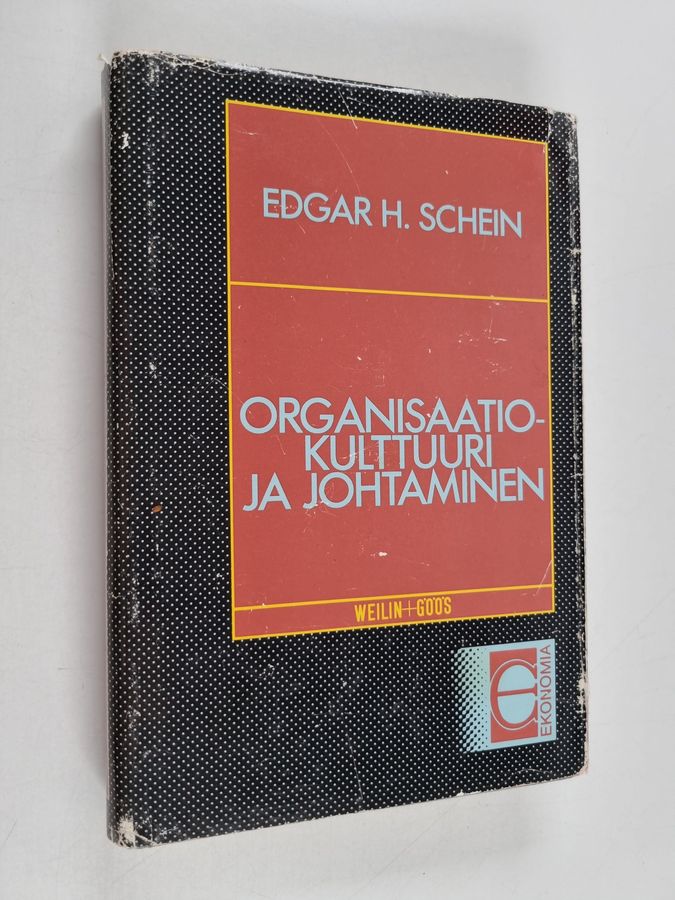 EDGAR H. SCHEIN
ORGANISAATIO-
KULTTUURI
JA JOHTAMINEN
WEILIN+GÖÖS
e
EKONOMIA